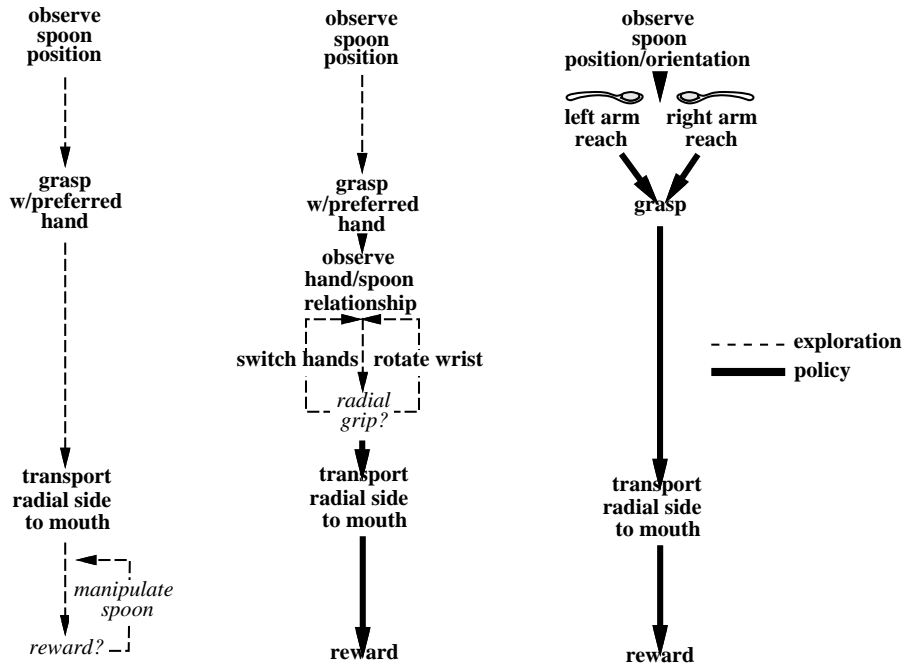 observe
spoon
position
grasp
w/preferred
hand
transport
radial side
to mouth
manipulate
spoon
reward?
observe
spoon
position
grasp
w/preferred
hand
observe
hand/spoon
relationship
switch hands
rotate wrist
radial
grip?
transport
radial side
to mouth
reward
observe
spoon
position/orientation
left arm
reach
right arm
reach
grasp
transport
radial side
to mouth
reward
exploration
policy